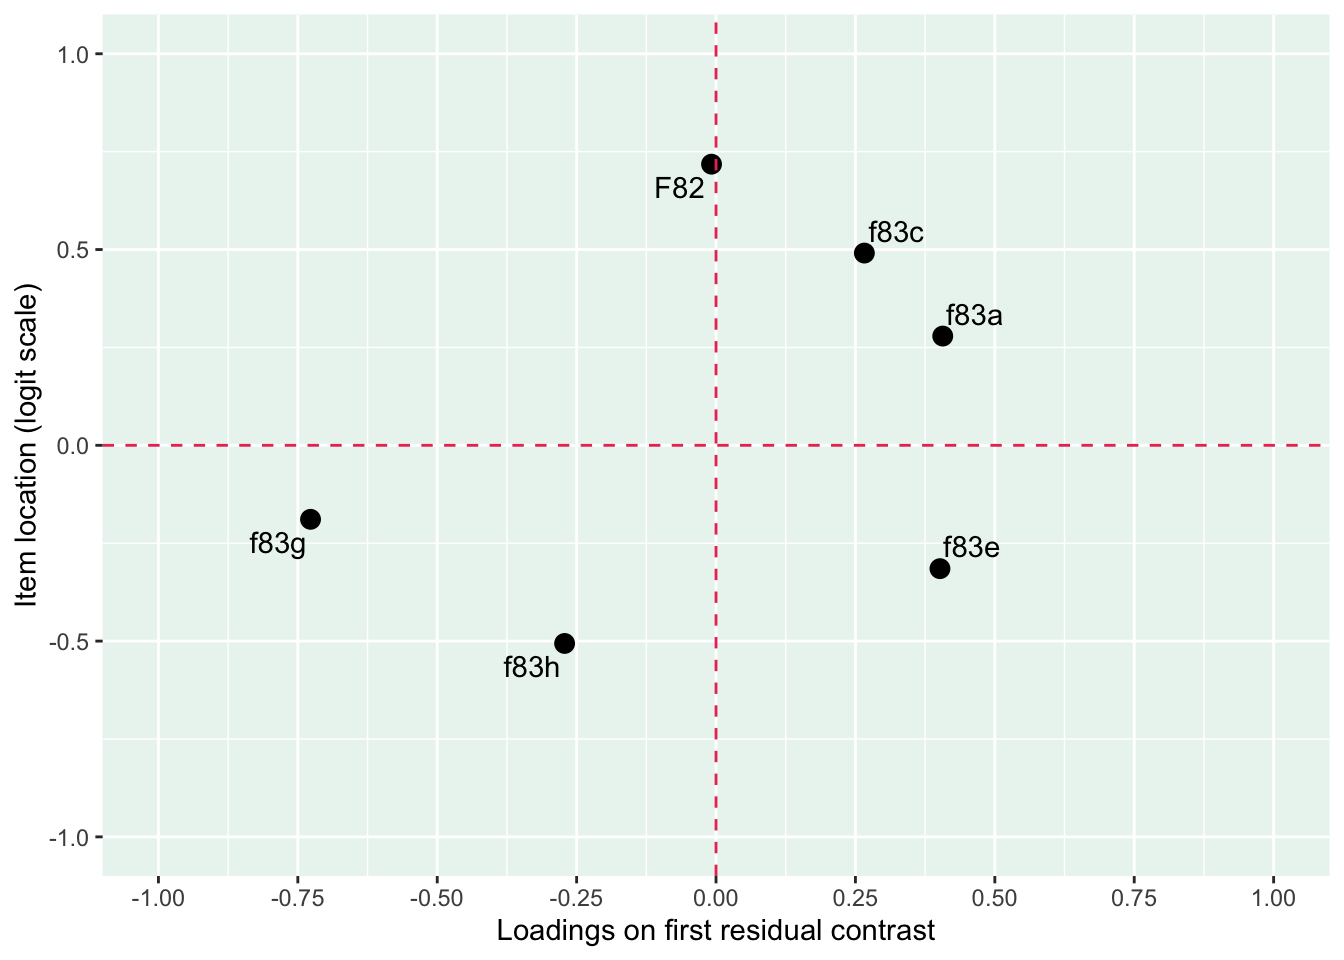 1.0
F82
f83c
0.5
f83a
0.0
f83g
f83e
-0.5
f83h
-1.0
Item location (logit scale)
-1.00 -0.75 -0.50 -0.25 0.00 0.25 0.50 0.75 1.00
Loadings on first residual contrast